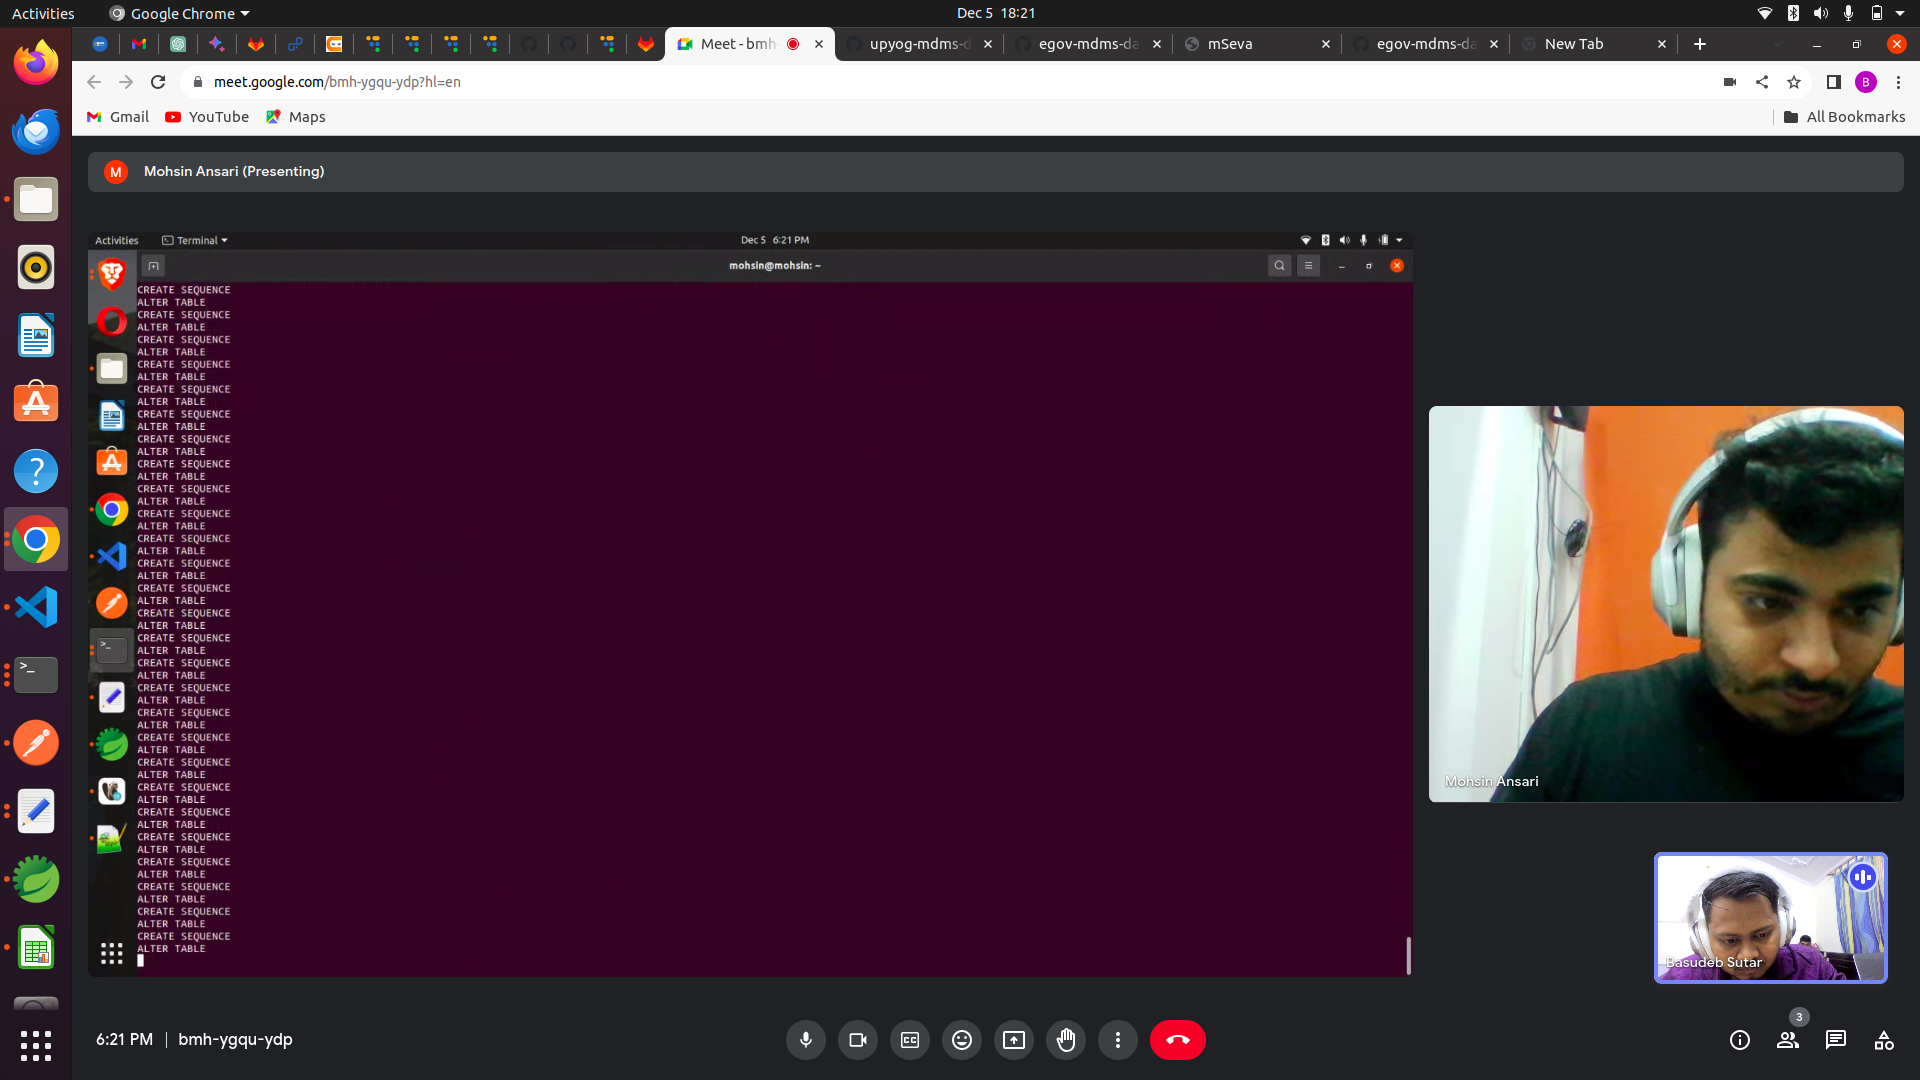 Activities
Google Chrome
Dec 5 18:21
Meet - bmh-
upyog-mdms-d
egov-mdms-da
mSeva
egov-mdms-da
New Tab
meet.google.com/bmh-ygqu-ydp?hl=en
B
Gmail
YouTube
Maps
All Bookmarks
M
Mohsin Ansari (Presenting)
Activities
Terminal
Dec 5 6:21 PM
mohsin@mohsin: ~
CREATE SEQUENCE
ALTER TABLE
CREATE SEQUENCE
ALTER TABLE
CREATE SEQUENCE
ALTER TABLE
CREATE SEQUENCE
ALTER TABLE
CREATE SEQUENCE
ALTER TABLE
CREATE SEQUENCE
ALTER TABLE
CREATE SEQUENCE
ALTER TABLE
CREATE SEQUENCE
ALTER TABLE
CREATE SEQUENCE
ALTER TABLE
CREATE SEQUENCE
ALTER TABLE
CREATE SEQUENCE
ALTER TABLE
CREATE SEQUENCE
ALTER TABLE
CREATE SEQUENCE
ALTER TABLE
CREATE SEQUENCE
ALTER TABLE
CREATE SEQUENCE
ALTER TABLE
CREATE SEQUENCE
ALTER TABLE
CREATE SEQUENCE
ALTER TABLE
CREATE SEQUENCE
ALTER TABLE
CREATE SEQUENCE
ALTER TABLE
CREATE SEQUENCE
ALTER TABLE
CREATE SEQUENCE
ALTER TABLE
CREATE SEQUENCE
ALTER TABLE
CREATE SEQUENCE
ALTER TABLE
CREATE SEQUENCE
ALTER TABLE
CREATE SEQUENCE
ALTER TABLE
CREATE SEQUENCE
ALTER TABLE
CREATE SEQUENCE
ALTER TABLE
Mohsin Ansari
Basudeb Sutar
6:21 PM | bmh-ygqu-ydp
3